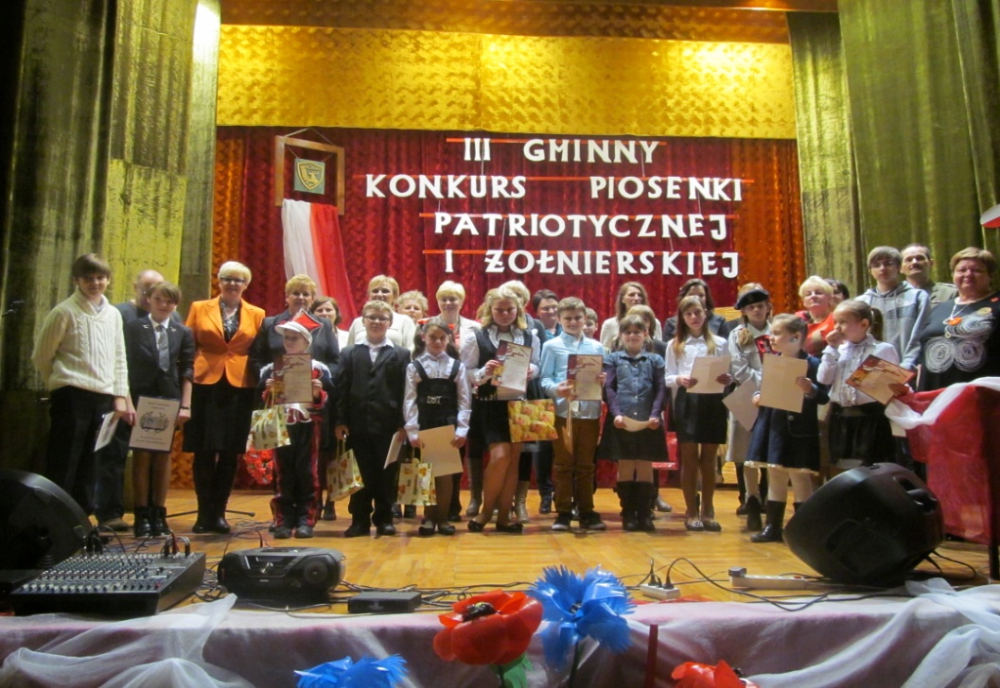 III GMINNY
KONKURS PIOSENKI
PATRIOTYCZNEJ
I ŻOŁNIERSKIEJ